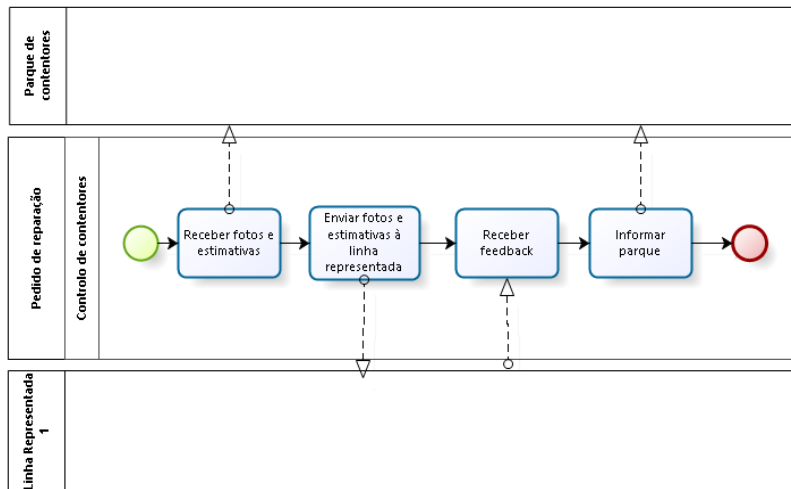 Parque de
contentores
Pedido de reparação
Controlo de contentores
Receber fotos e
estimativas
Enviar fotos e
estimativas à
linha
representada
Receber
feedback
Informar
parque
Linha Representada
1